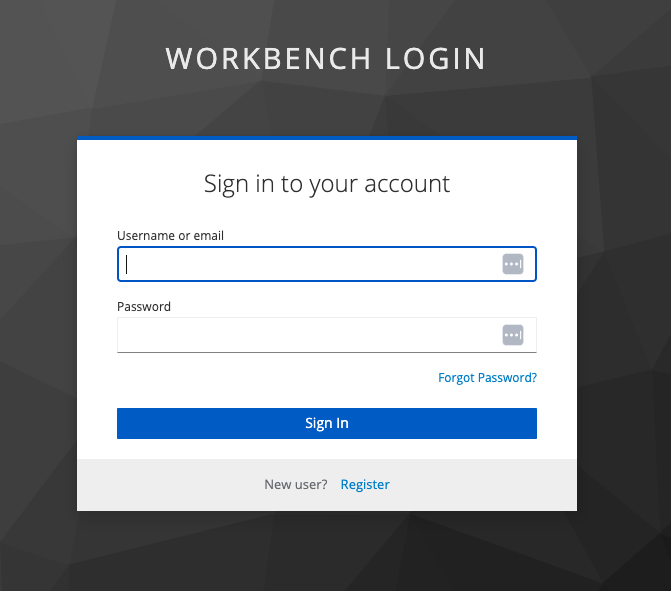 WORKBENCH LOGIN
Sign in to your account
Username or email
Password
Forgot Password?
Sign In
New user? Register